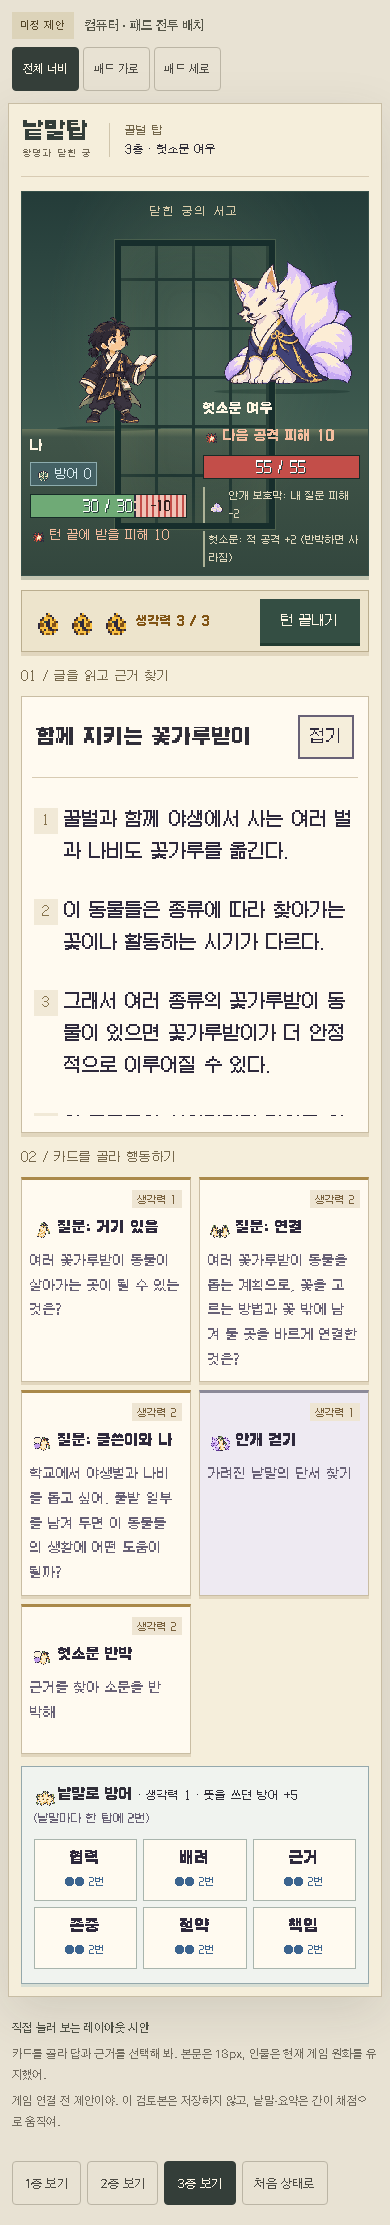 미정 제안
컴퓨터 · 패드 전투 배치
전체 너비
패드 가로
패드 세로
낱말탑
왕명과 닫힌 궁
꿀벌 탑
3층 · 헛소문 여우
닫힌 궁의 서고
헛소문 여우
다음 공격 피해 10
55 / 55
안개 보호막: 내 질문 피해
-2
헛소문: 적 공격 +2 (반박하면 사
라짐)
나
방어 0
30 / 30
-10
턴 끝에 받을 피해 10
생각력 3 / 3
턴 끝내기
01 / 글을 읽고 근거 찾기
함께 지키는 꽃가루받이
접기
1
꿀벌과 함께 야생에서 사는 여러 벌
과 나비도 꽃가루를 옮긴다.
2
이 동물들은 종류에 따라 찾아가는
꽃이나 활동하는 시기가 다르다.
3
그래서 여러 종류의 꽃가루받이 동
물이 있으면 꽃가루받이가 더 안정
적으로 이루어질 수 있다.
02 / 카드를 골라 행동하기
생각력 1
질문: 거기 있음
여러 꽃가루받이 동물이
살아가는 곳이 될 수 있는
것은?
생각력 2
질문: 연결
여러 꽃가루받이 동물을
돕는 계획으로, 꽃을 고
르는 방법과 꽃 밖에 남
겨 둘 곳을 바르게 연결한
것은?
생각력 2
질문: 글쓴이와 나
학교에서 야생벌과 나비
를 돕고 싶어. 풀밭 일부
를 남겨 두면 이 동물들
의 생활에 어떤 도움이
될까?
생각력 1
안개 걷기
가려진 낱말의 단서 찾기
생각력 2
헛소문 반박
근거를 찾아 소문을 반
박해
낱말로 방어 · 생각력 1 · 뜻을 쓰면 방어 +5
(낱말마다 한 탑에 2번)
협력
2번
배려
2번
근거
2번
존중
2번
절약
2번
책임
2번
직접 눌러 보는 레이아웃 시안
카드를 골라 답과 근거를 선택해 봐. 본문은 18px, 인물은 현재 게임 원화를 유
지했어.
게임 연결 전 제안이야. 이 검토본은 저장하지 않고, 낱말·요약은 간이 채점으
로 움직여.
1층 보기
2층 보기
3층 보기
처음 상태로